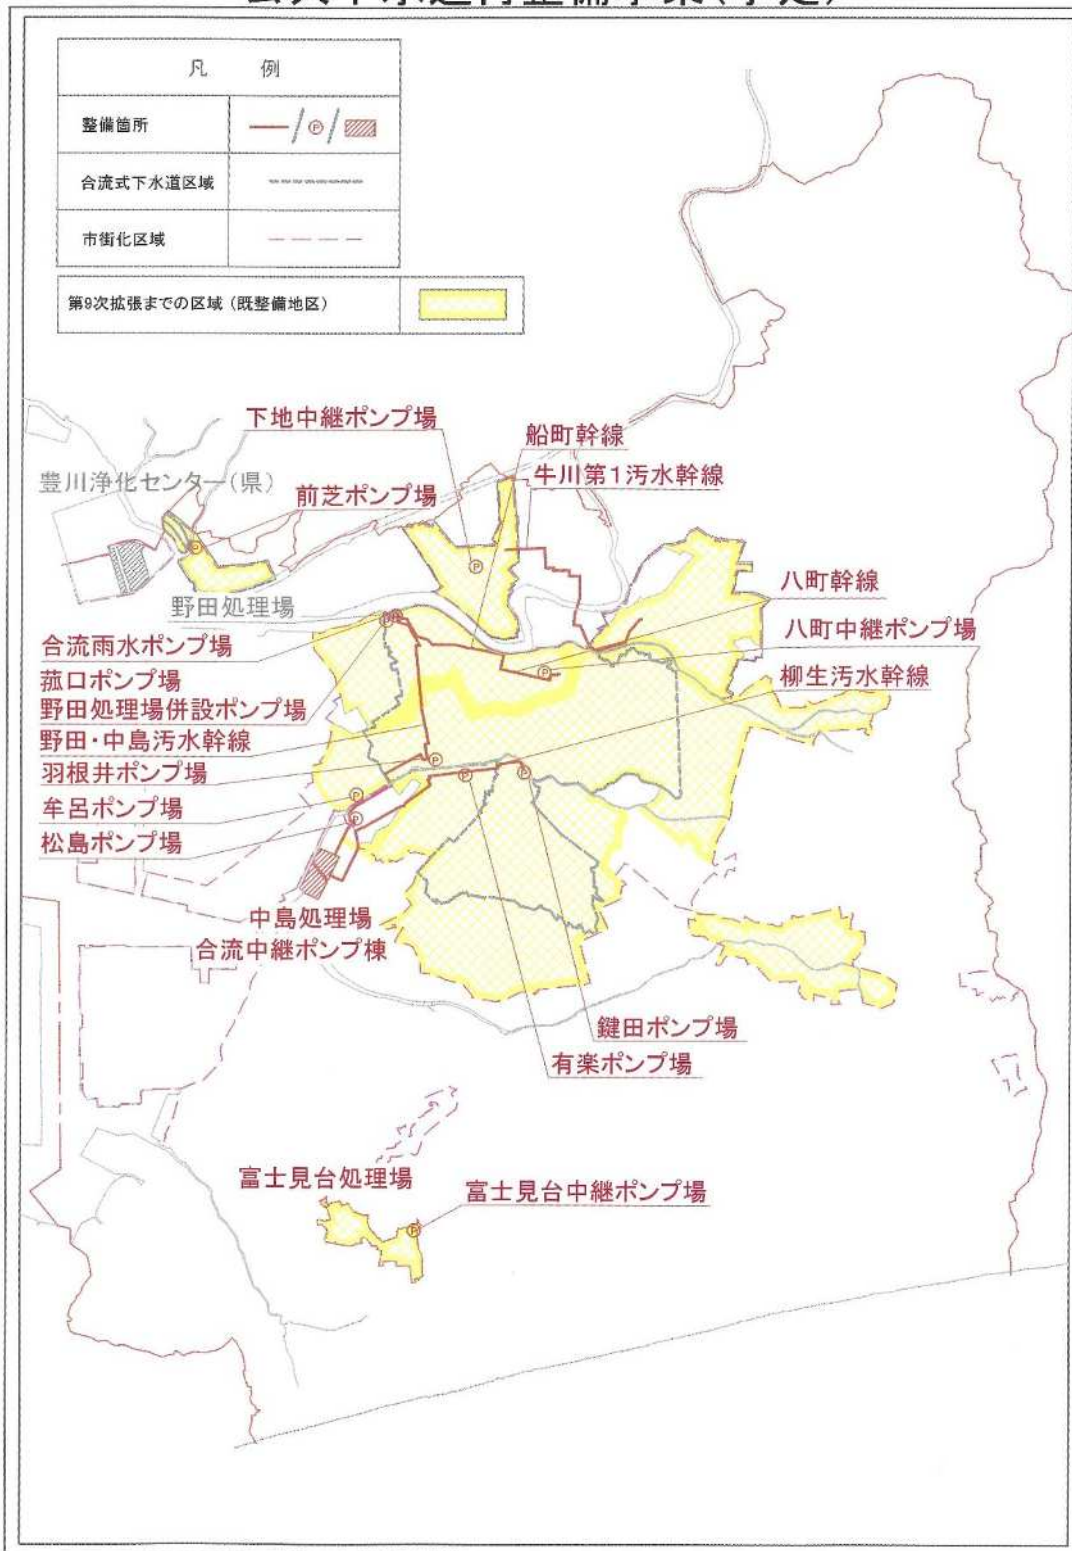 凡　例
整備箇所
合流式下水道区域
市街化区域
第9次拡張までの区域 (既整備地区)
下地中継ポンプ場
船町幹線
牛川第1汚水幹線
豊川浄化センター(県)
前芝ポンプ場
八町幹線
野田処理場
八町中継ポンプ場
合流雨水ポンプ場
菰口ポンプ場
柳生汚水幹線
野田処理場併設ポンプ場
野田・中島汚水幹線
羽根井ポンプ場
牟呂ポンプ場
松島ポンプ場
中島処理場
合流中継ポンプ棟
鍵田ポンプ場
有楽ポンプ場
富士見台処理場
富士見台中継ポンプ場